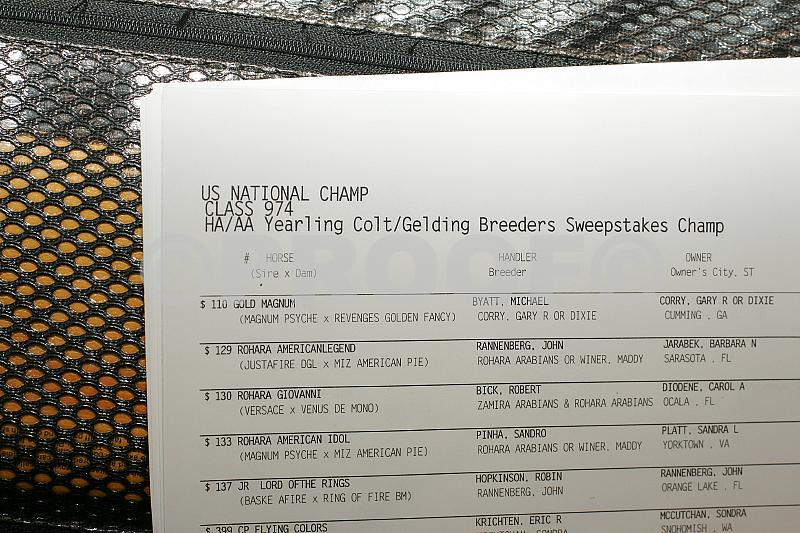 US NATIONAL CHAMP
CLASS 974
HA/AA Yearling Colt/Gelding Breeders Sweepstakes Champ
# HORSE HANDLER OWNER
(Sire x Dam) Breeder Owner's City, ST
$ 110 GOLD MAGNUM BYATT, MICHAEL CORRY, GARY R OR DIXIE
(MAGNUM PSYCHE x REVENGES GOLDEN FANCY) CORRY, GARY R OR DIXIE CUMMING , GA
$ 129 ROHARA AMERICANLEGEND RANNENBERG, JOHN JARABEK, BARBARA N
(JUSTAFIRE DGL x MIZ AMERICAN PIE) ROHARA ARABIANS OR WINER, MADDY SARASOTA , FL
$ 130 ROHARA GIOVANNI BICK, ROBERT DIODENE, CAROL A
(VERSACE x VENUS DE MONO) ZAMIRA ARABIANS & ROHARA ARABIANS OCALA , FL
$ 133 ROHARA AMERICAN IDOL PINHA, SANDRO PLATT, SANDRA L
(MAGNUM PSYCHE x MIZ AMERICAN PIE) ROHARA ARABIANS OR WINER, MADDY YORKTOWN , VA
$ 137 JR LORD OFTHE RINGS HOPKINSON, ROBIN RANNENBERG, JOHN
(BASKE AFIRE x RING OF FIRE BM) RANNENBERG, JOHN ORANGE LAKE , FL
$ 399 CP FLYING COLORS KRICHTEN, ERIC R MCCUTCHAN, SONDRA
SNOHOMISH , WA